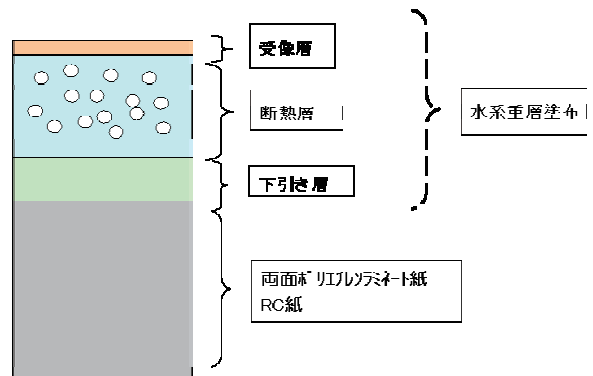 受像層
断熱層
水系重層塗布
下引き層
両面ポリエチレンラミネート紙
RC紙